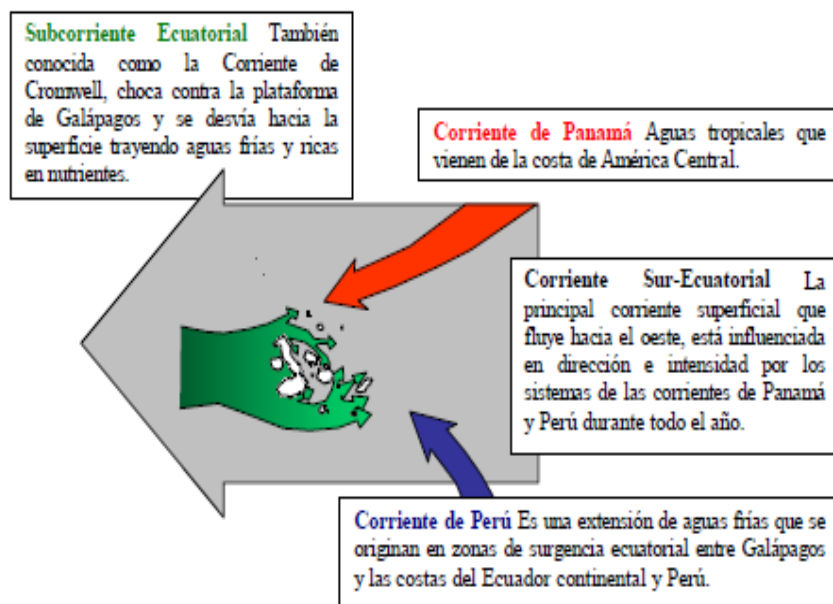 Subcorriente Ecuatorial También
conocida como la Corriente de
Cromwell, choca contra la plataforma
de Galápagos y se desvía hacia la
superficie trayendo aguas frías y ricas
en nutrientes.
Corriente de Panamá Aguas tropicales que
vienen de la costa de América Central.
Corriente Sur-Ecuatorial La
principal corriente superficial que
fluye hacia el oeste, está influenciada
en dirección e intensidad por los
sistemas de las corrientes de Panamá
y Perú durante todo el año.
Corriente de Perú Es una extensión de aguas frías que se
originan en zonas de surgencia ecuatorial entre Galápagos
y las costas del Ecuador continental y Perú.